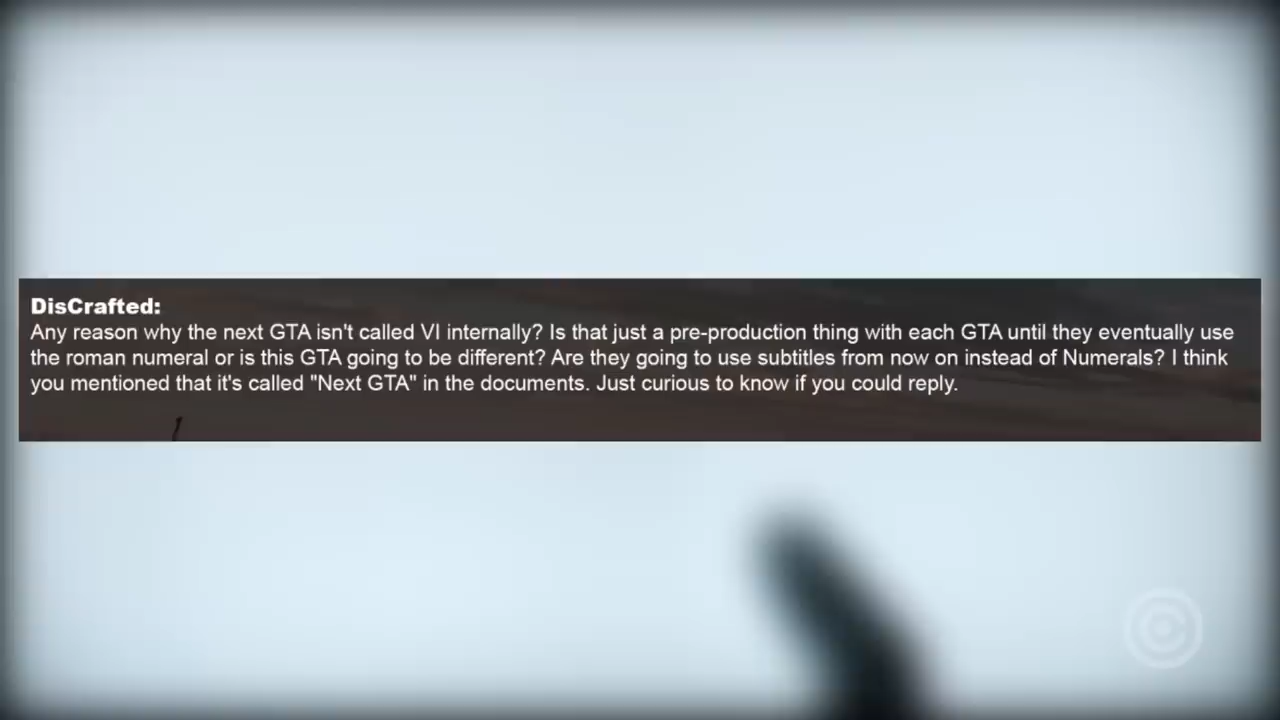 DisCrafted:
Any reason why the next GTA isn't called VI internally? Is that just a pre-production thing with each GTA until they eventually use
the roman numeral or is this GTA going to be different? Are they going to use subtitles from now on instead of Numerals? I think
you mentioned that it's called "Next GTA" in the documents. Just curious to know if you could reply.